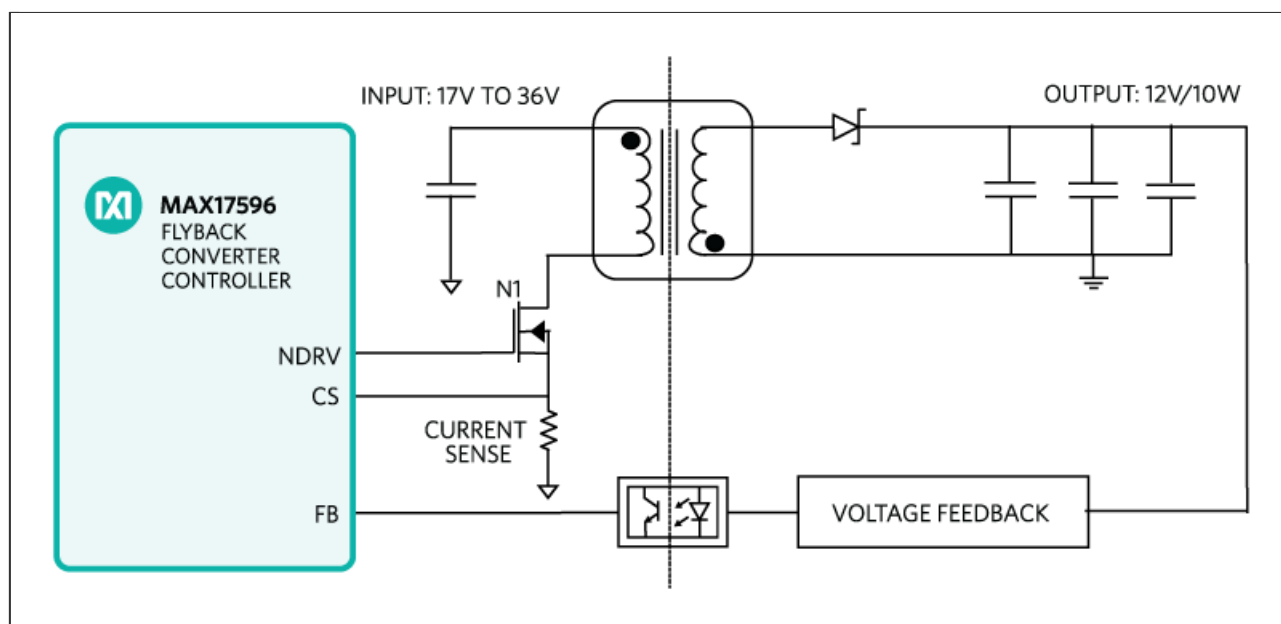 INPUT: 17V TO 36V
OUTPUT: 12V/10W
MAX17596
FLYBACK
CONVERTER
CONTROLLER
N1
NDRV
CS
CURRENT
SENSE
FB
VOLTAGE FEEDBACK